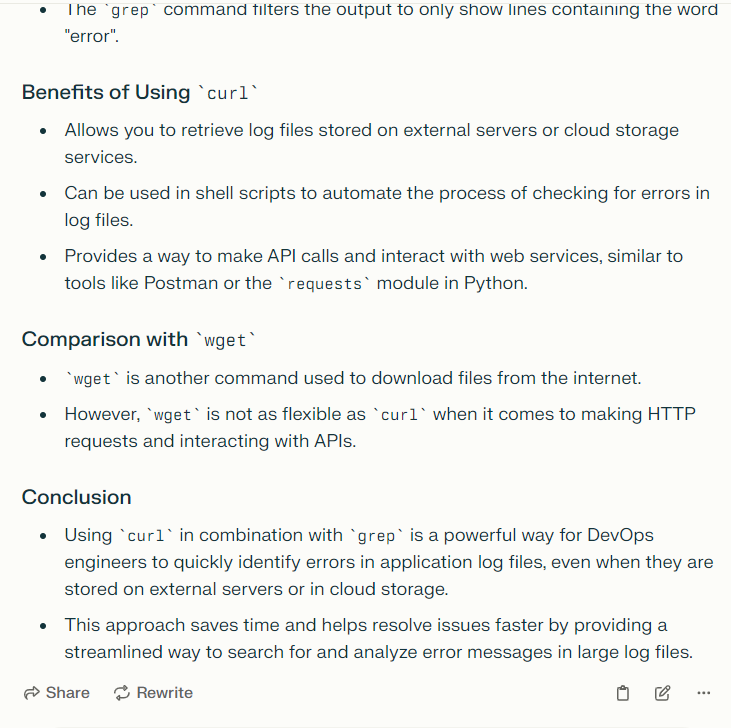 The `grep` command filters the output to only show lines containing the word
"error".
Benefits of Using `curl`
Allows you to retrieve log files stored on external servers or cloud storage
services.
Can be used in shell scripts to automate the process of checking for errors in
log files.
Provides a way to make API calls and interact with web services, similar to
tools like Postman or the `requests` module in Python.
Comparison with `wget`
`wget` is another command used to download files from the internet.
However, `wget` is not as flexible as `curl` when it comes to making HTTP
requests and interacting with APIs.
Conclusion
Using `curl` in combination with `grep` is a powerful way for DevOps
engineers to quickly identify errors in application log files, even when they are
stored on external servers or in cloud storage.
This approach saves time and helps resolve issues faster by providing a
streamlined way to search for and analyze error messages in large log files.
Share Rewrite